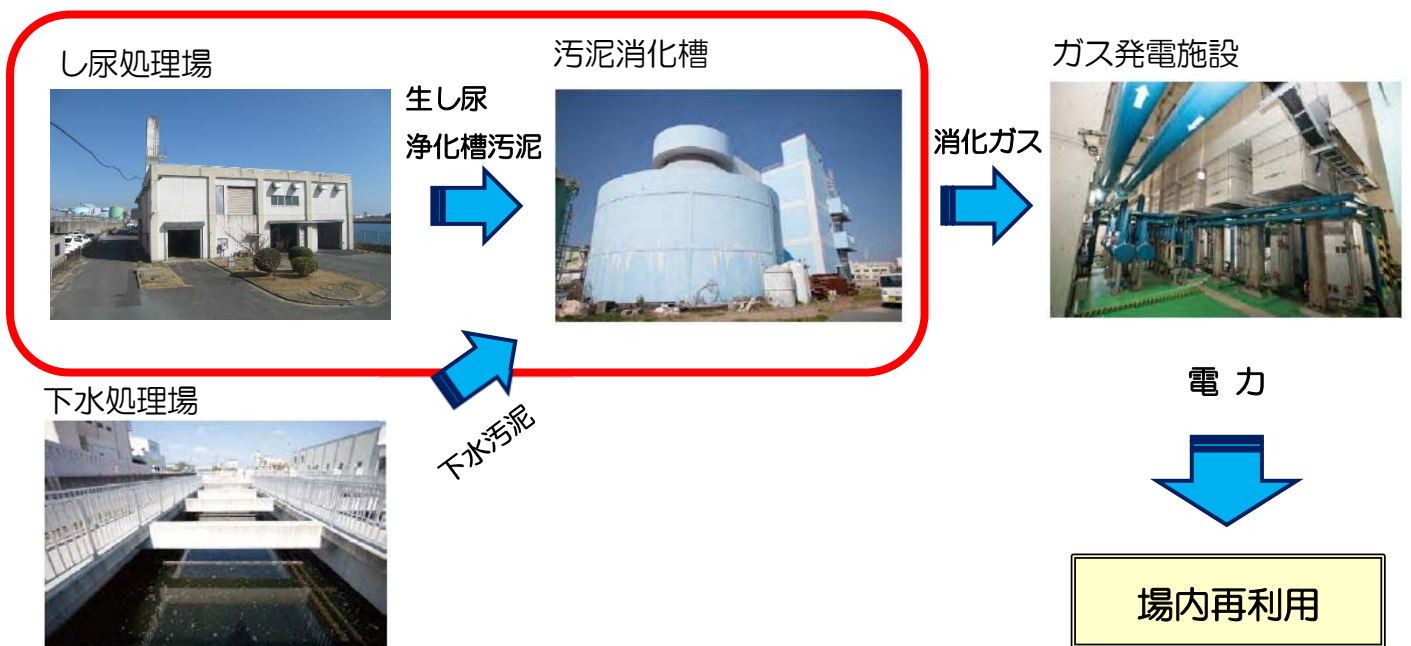 し尿処理場
生し尿
浄化槽汚泥
汚泥消化槽
消化ガス
ガス発電施設
下水処理場
下水汚泥
電 力
場内再利用